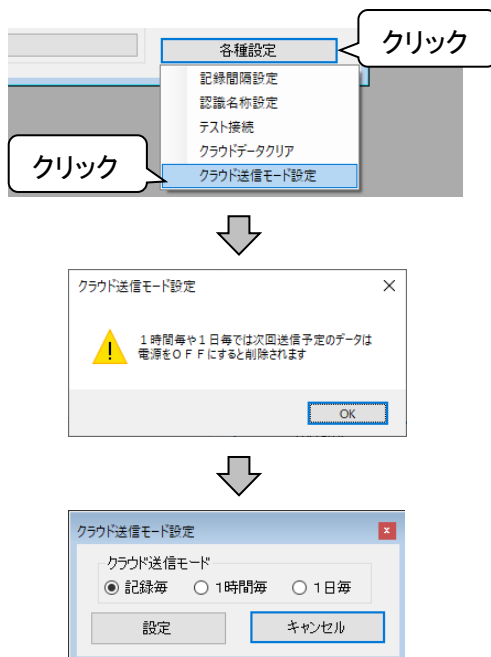 各種設定
クリック
記録間隔設定
認識名称設定
テスト接続
クラウドデータクリア
クリック
クラウド送信モード設定
クラウド送信モード設定
１時間毎や１日毎では次回送信予定のデータは
電源をＯＦＦにすると削除されます
OK
クラウド送信モード設定
クラウド送信モード
記録毎 1時間毎 1日毎
設定 キャンセル